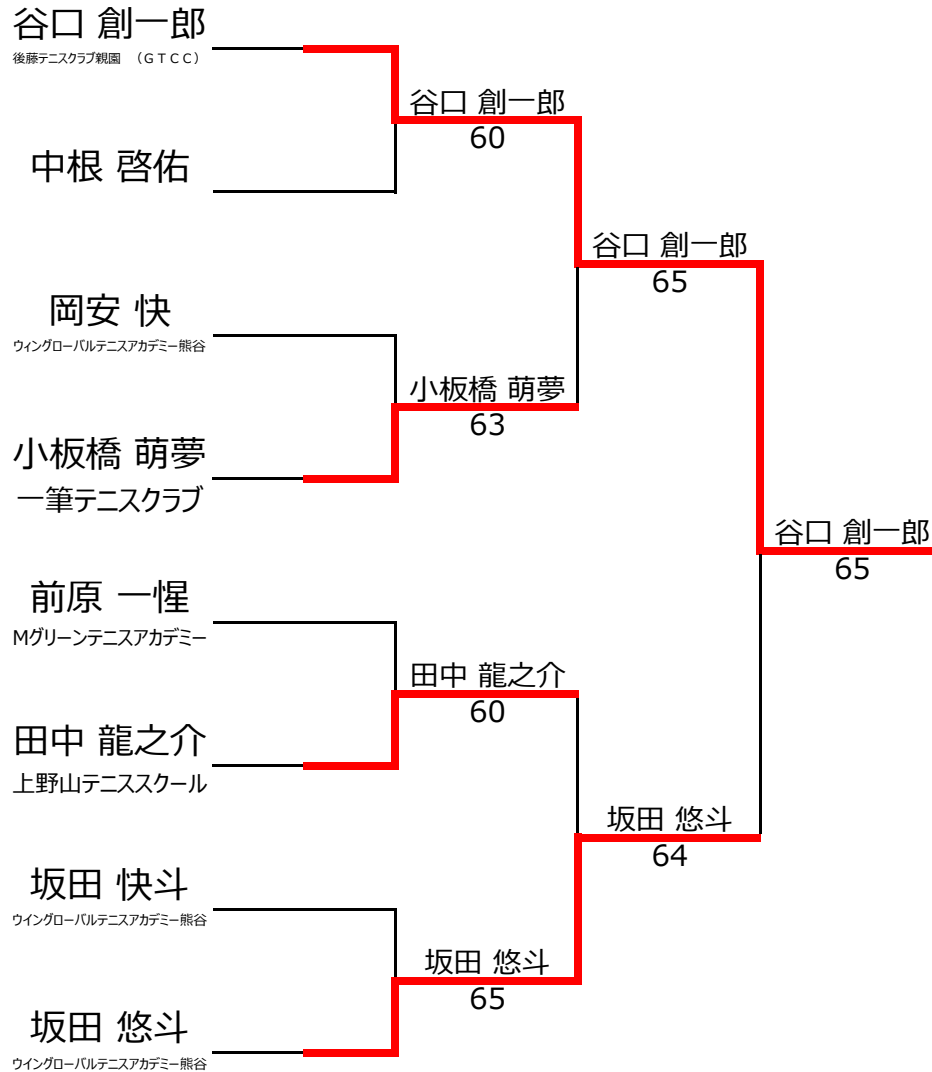 谷口 創一郎
後藤テニスクラブ親園 （ＧＴＣＣ）
中根 啓佑
岡安 快
ウィングローバルテニスアカデミー熊谷
小板橋 萌夢
一筆テニスクラブ
前原 一惺
Mグリーンテニスアカデミー
田中 龍之介
上野山テニススクール
坂田 快斗
ウイングローバルテニスアカデミー熊谷
坂田 悠斗
ウイングローバルテニスアカデミー熊谷
谷口 創一郎
60
小板橋 萌夢
63
田中 龍之介
60
坂田 悠斗
65
谷口 創一郎
65
坂田 悠斗
64
谷口 創一郎
65